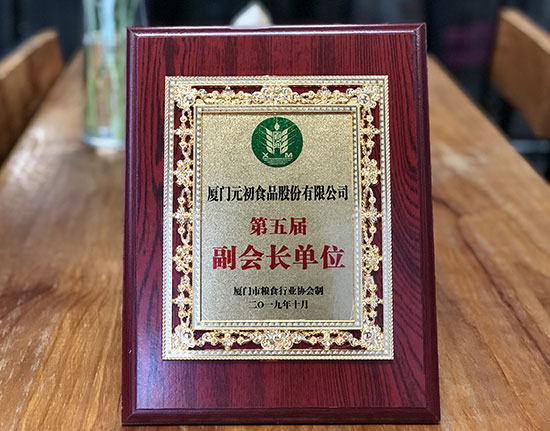 XM
厦门元初食品股份有限公司
第五届
副会长单位
厦门市粮食行业协会制
二〇一九年十月